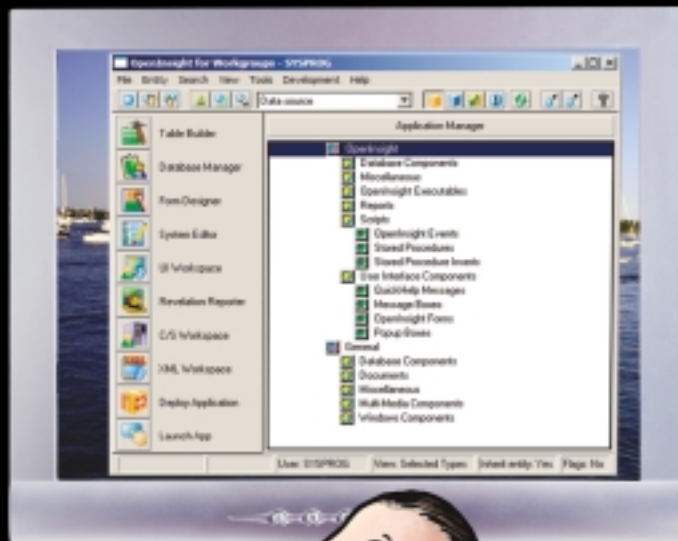 OpenInsight for Workgroups - SYSPROG
File Entity Search View Tools Development Help
Data source
Application Manager
Table Builder
Database Manager
Form Designer
System Editor
UI Workspace
Revelation Reporter
C/S Workspace
XML Workspace
Deploy Application
Launch App
OpenInsight
Database Components
Miscellaneous
OpenInsight Executables
Reports
Scripts
OpenInsight Events
Stored Procedures
Stored Procedure Inserts
User Interface Components
QuickHelp Messages
Message Boxes
OpenInsight Forms
Popup Boxes
General
Database Components
Documents
Miscellaneous
Multi-Media Components
Windows Components
User: SYSPROG View: Selected Types Inherit entity: Yes Flags: No